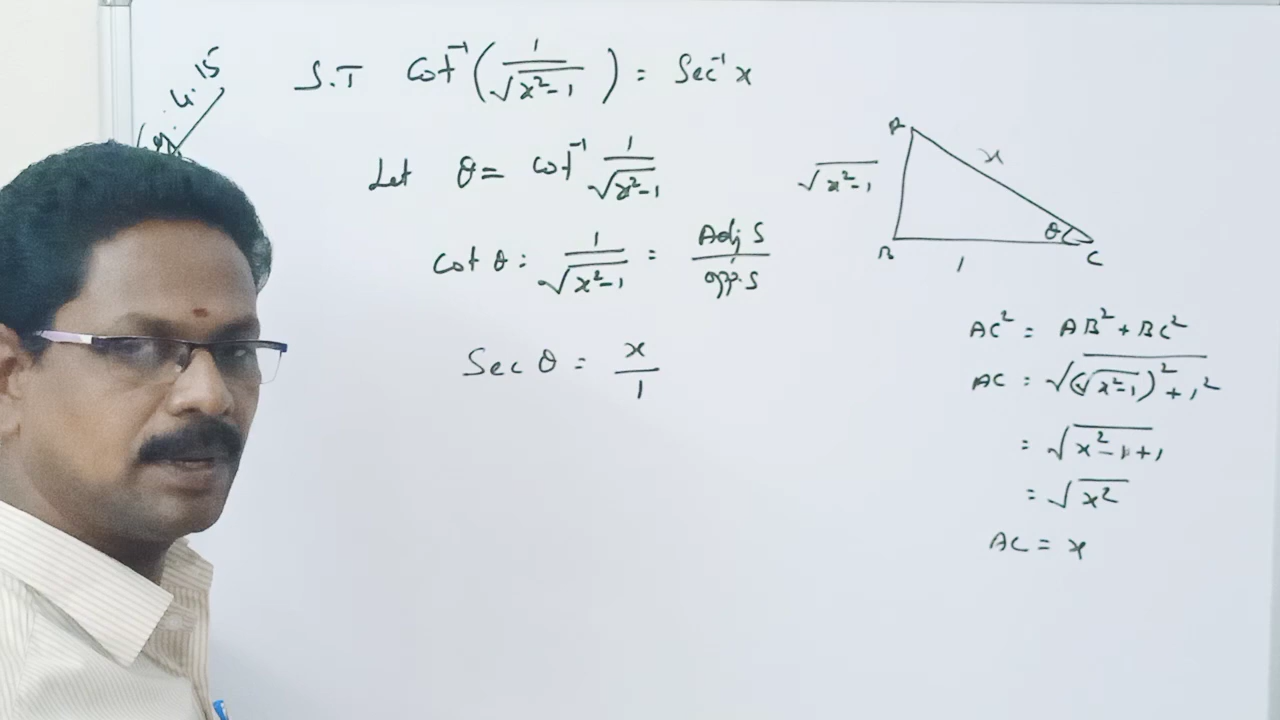 Eg. 4.15
S.T Cot⁻¹(1/√(x²-1)) = Sec⁻¹x
Let θ = Cot⁻¹ 1/√(x²-1)
Cot θ = 1/√(x²-1) = Adj S/opp. S
Sec θ = x/1
A
x
√(x²-1)
θ
B
C
1
AC² = AB² + BC²
AC = √((√(x²-1))² + 1²)
= √(x²-1+1)
= √(x²)
AC = x